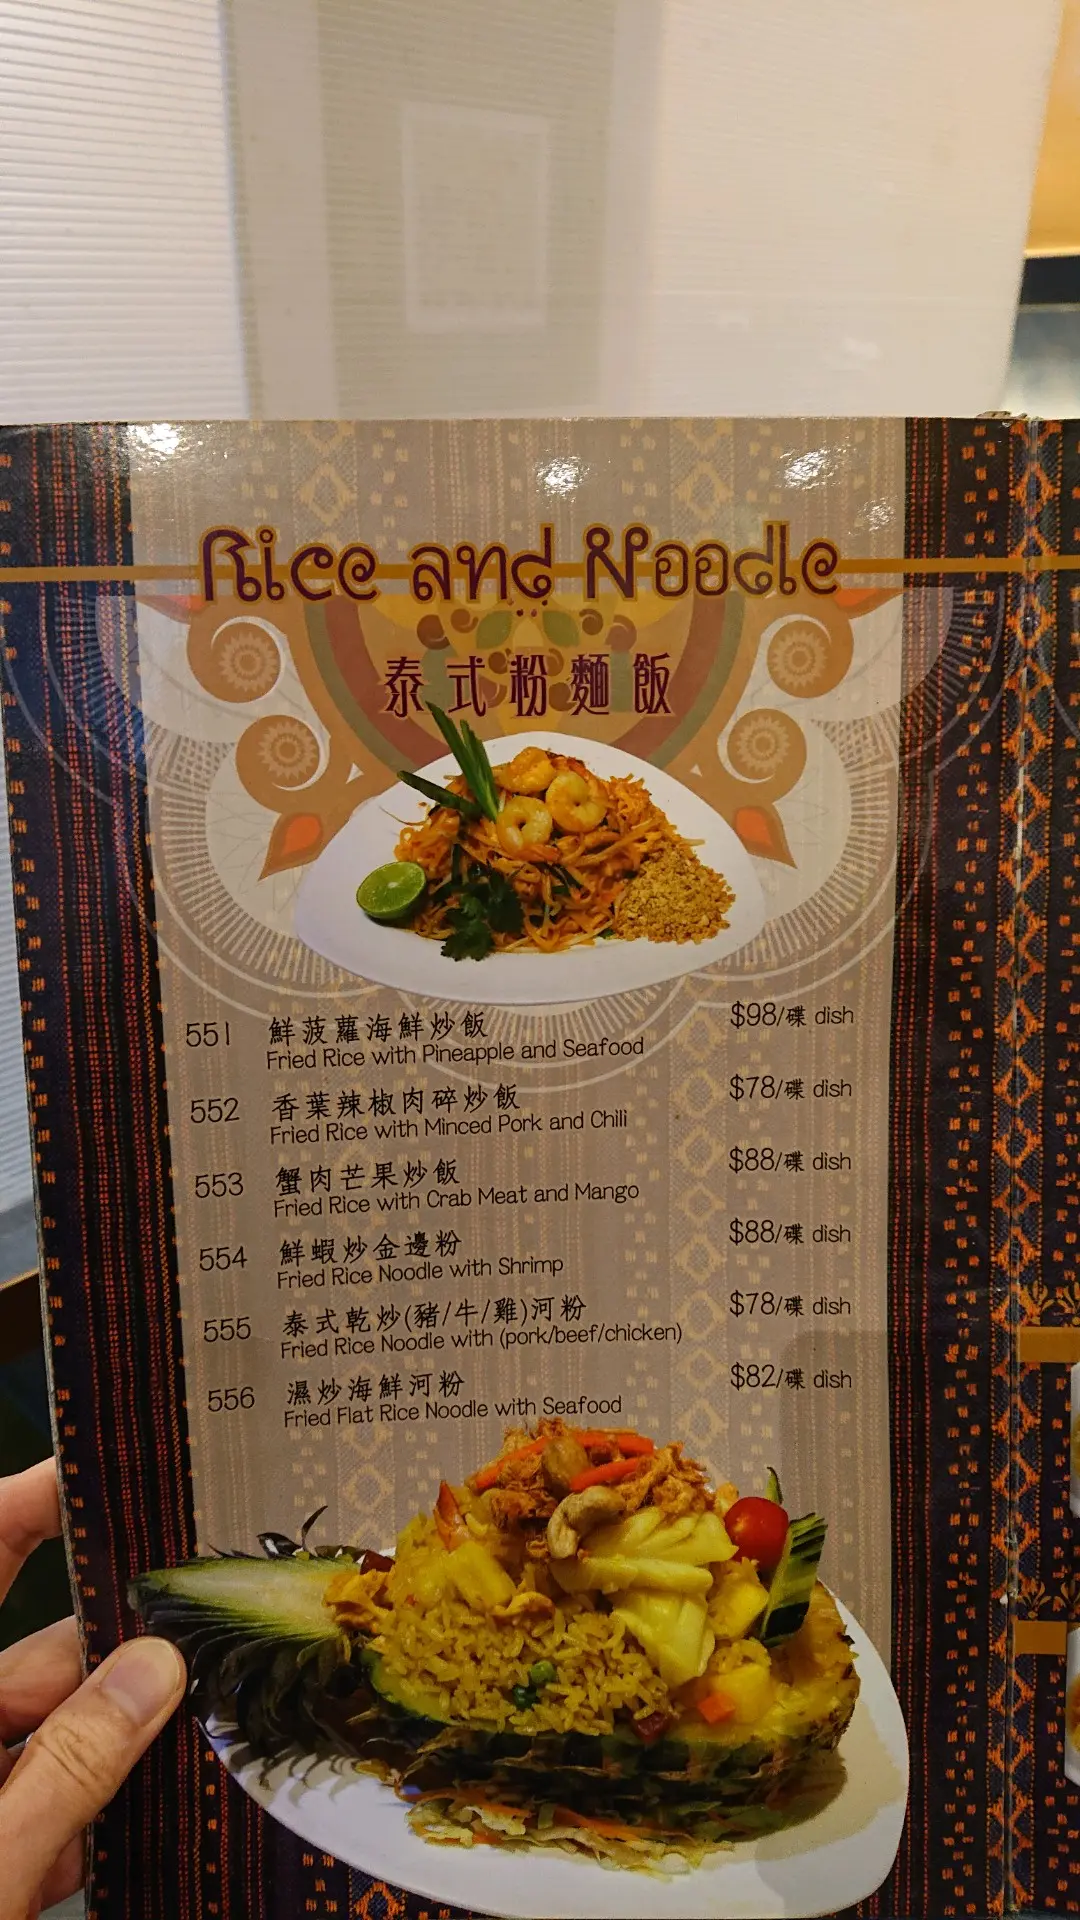 Rice and Noodle
泰式粉麵飯
551 鮮菠蘿海鮮炒飯 $98/碟 dish
Fried Rice with Pineapple and Seafood
552 香葉辣椒肉碎炒飯 $78/碟 dish
Fried Rice with Minced Pork and Chili
553 蟹肉芒果炒飯 $88/碟 dish
Fried Rice with Crab Meat and Mango
554 鮮蝦炒金邊粉 $88/碟 dish
Fried Rice Noodle with Shrimp
555 泰式乾炒(豬/牛/雞)河粉 $78/碟 dish
Fried Rice Noodle with (pork/beef/chicken)
556 濕炒海鮮河粉 $82/碟 dish
Fried Flat Rice Noodle with Seafood